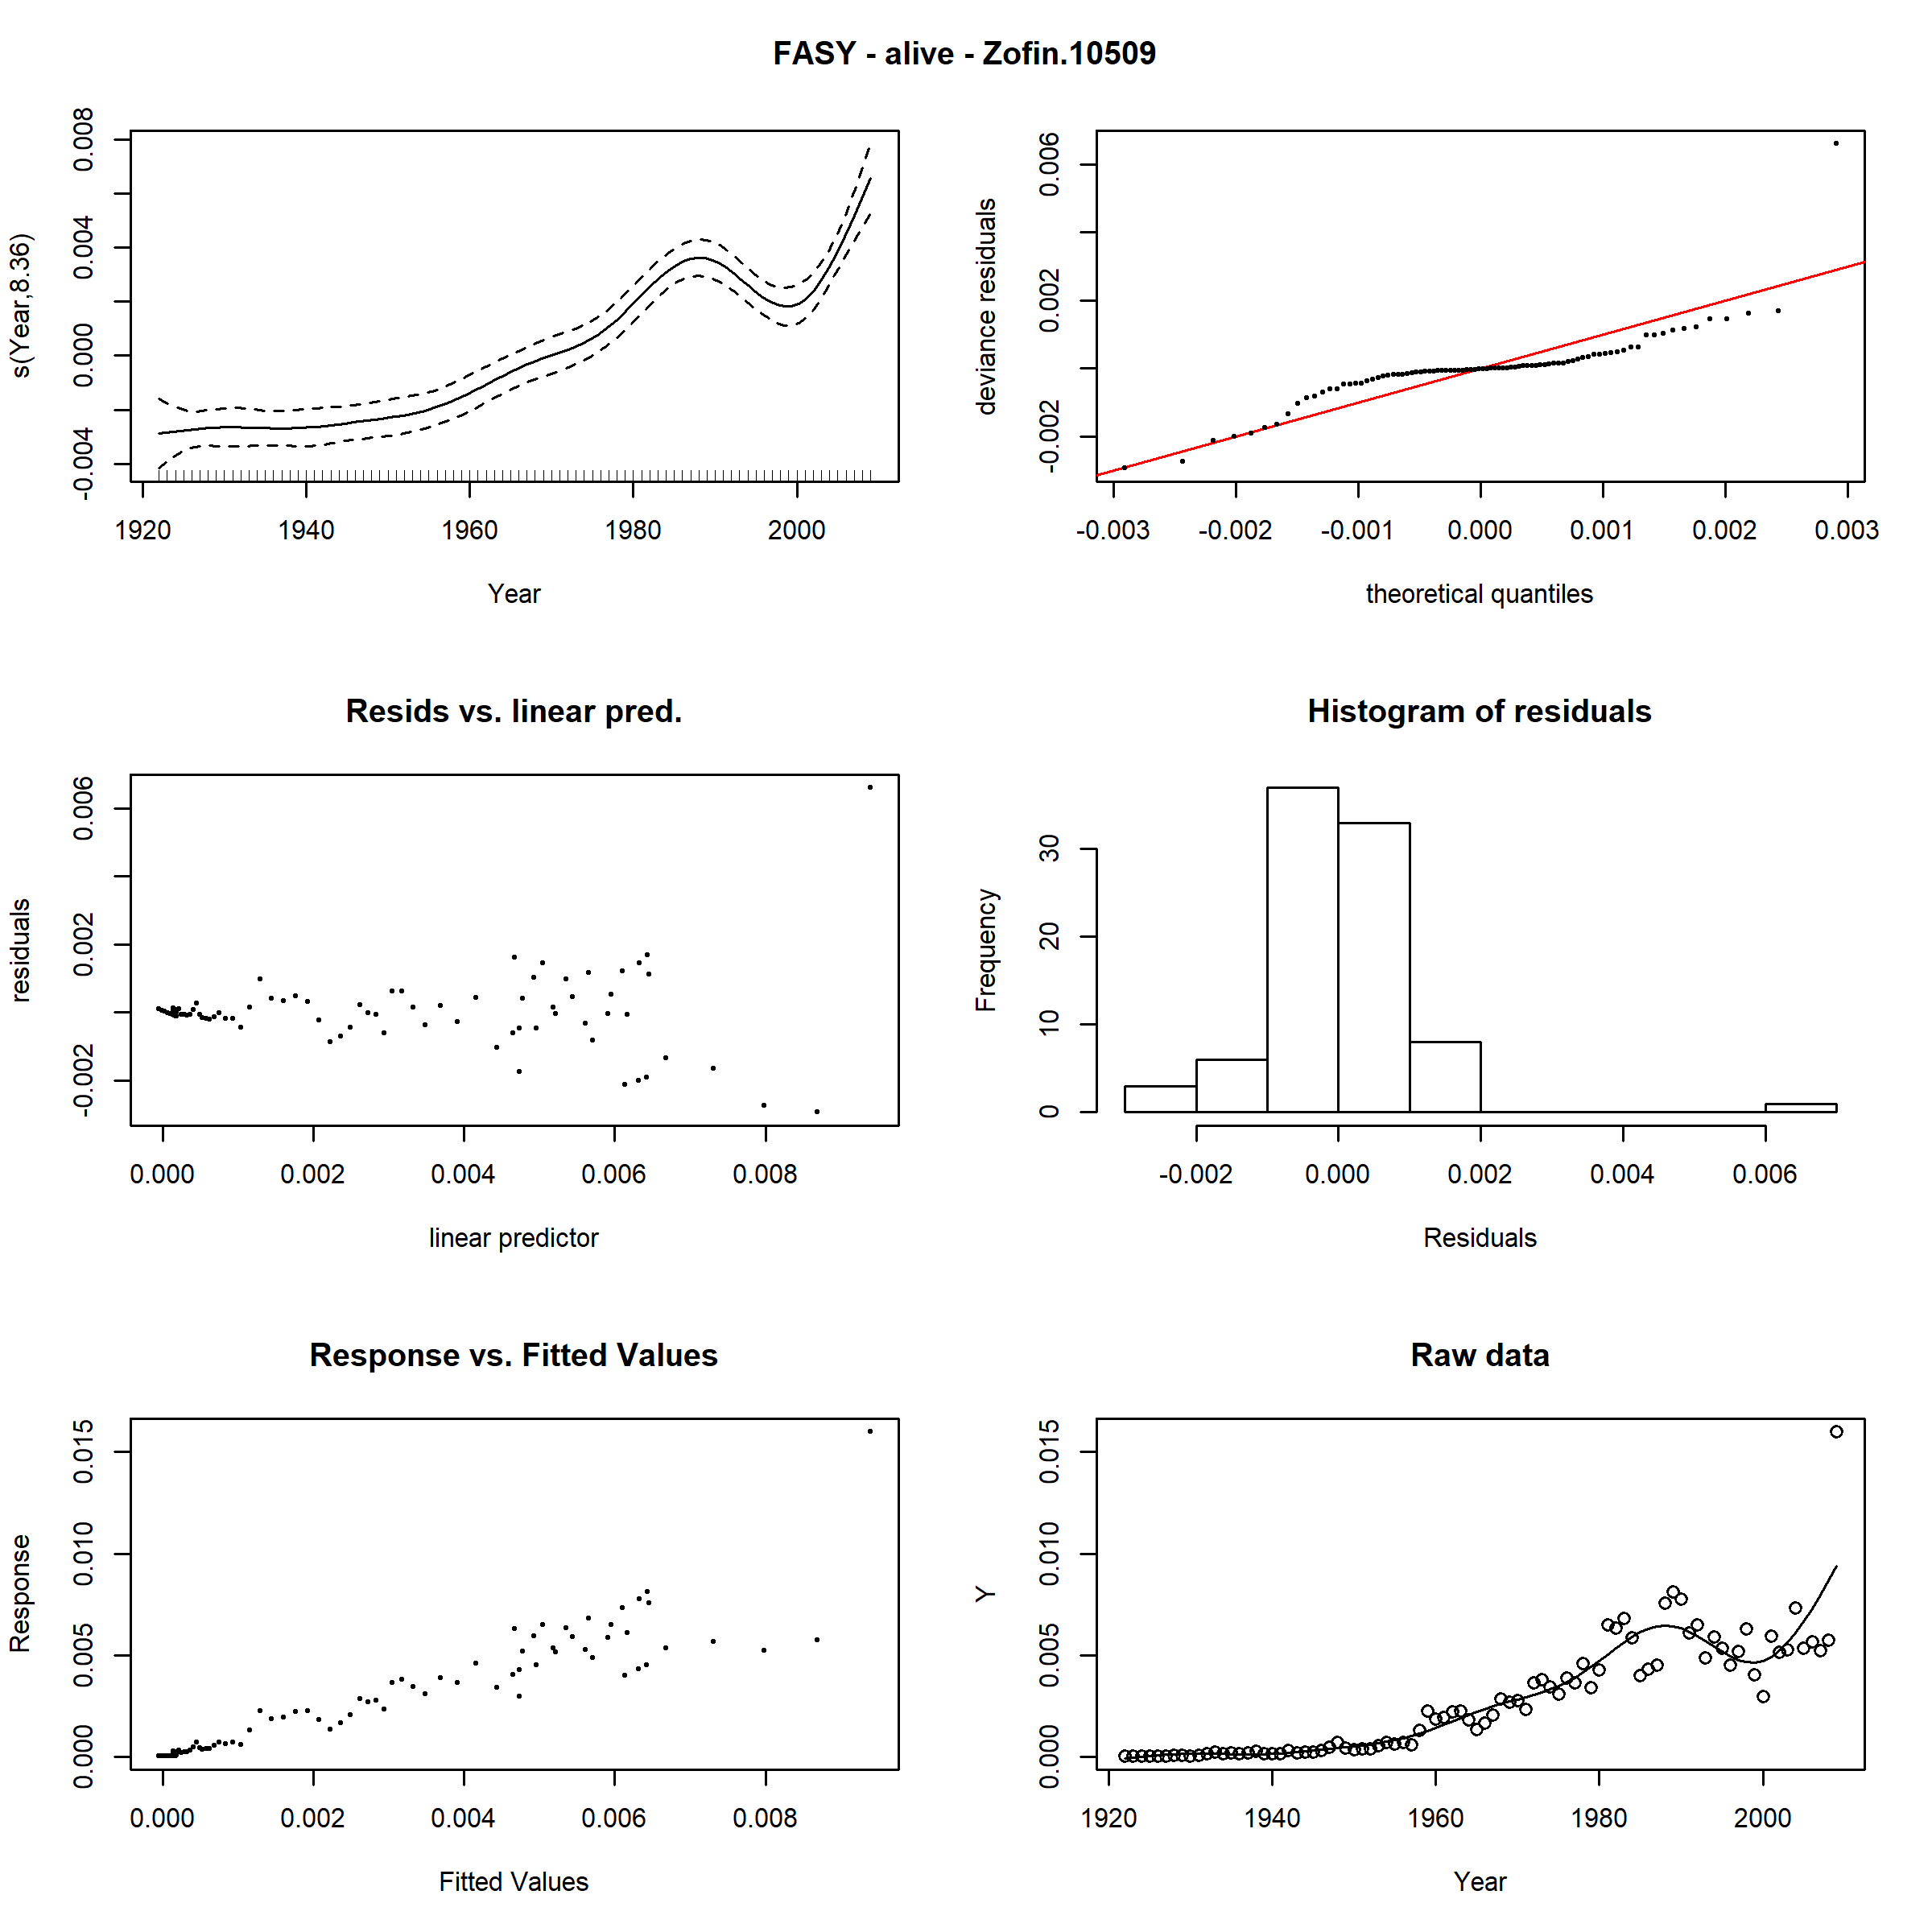 FASY - alive - Zofin.10509
s(Year,8.36)
-0.004 0.000 0.004 0.008
1920 1940 1960 1980 2000
Year
deviance residuals
-0.002 0.002 0.006
-0.003 -0.002 -0.001 0.000 0.001 0.002 0.003
theoretical quantiles
Resids vs. linear pred.
residuals
-0.002 0.002 0.006
0.000 0.002 0.004 0.006 0.008
linear predictor
Histogram of residuals
Frequency
0 10 20 30
-0.002 0.000 0.002 0.004 0.006
Residuals
Response vs. Fitted Values
Response
0.000 0.005 0.010 0.015
0.000 0.002 0.004 0.006 0.008
Fitted Values
Raw data
Y
0.000 0.005 0.010 0.015
1920 1940 1960 1980 2000
Year